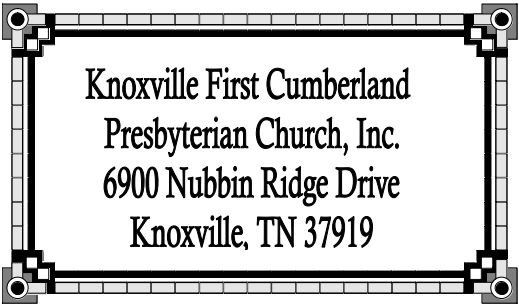 Knoxville First Cumberland
Presbyterian Church, Inc.
6900 Nubbin Ridge Drive
Knoxville, TN 37919